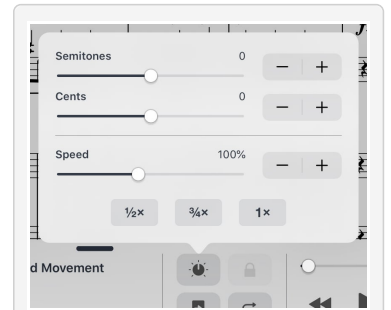 Semitones 0
Cents 0
Speed 100%
½× ¾× 1×
d Movement